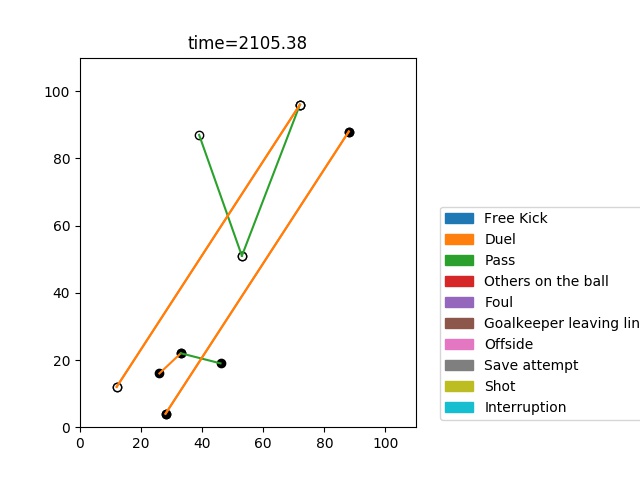 time=2105.38
100
80
60
40
20
0
0 20 40 60 80 100
Free Kick
Duel
Pass
Others on the ball
Foul
Goalkeeper leaving lin
Offside
Save attempt
Shot
Interruption